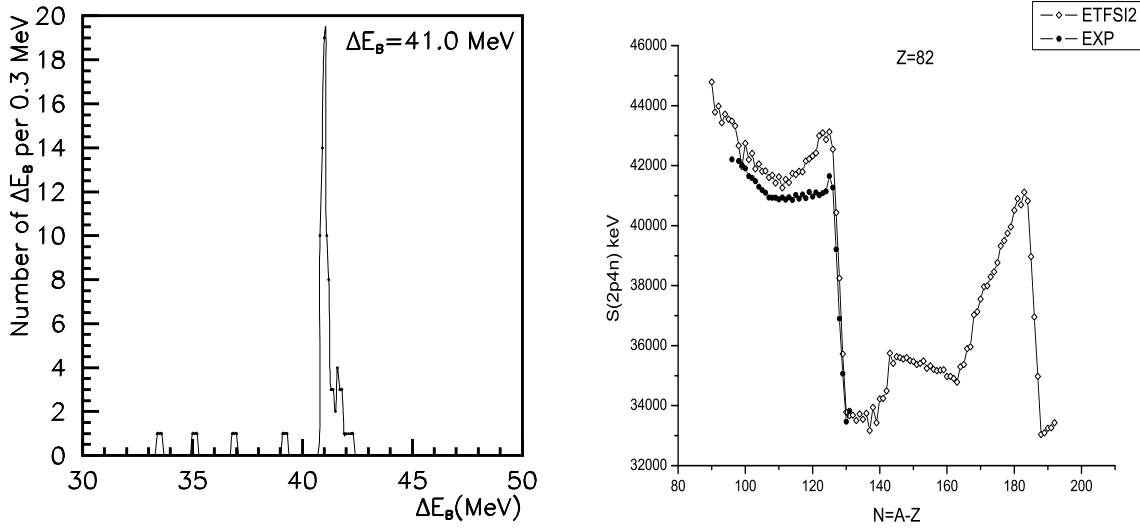 20
18
16
14
12
10
8
6
4
2
0
Number of ΔE_B per 0.3 MeV
ΔE_B=41.0 MeV
30 35 40 45 50
ΔE_B(MeV)
ETFSI2
EXP
Z=82
46000
44000
42000
40000
38000
36000
34000
32000
S(2p4n) keV
80 100 120 140 160 180 200
N=A-Z